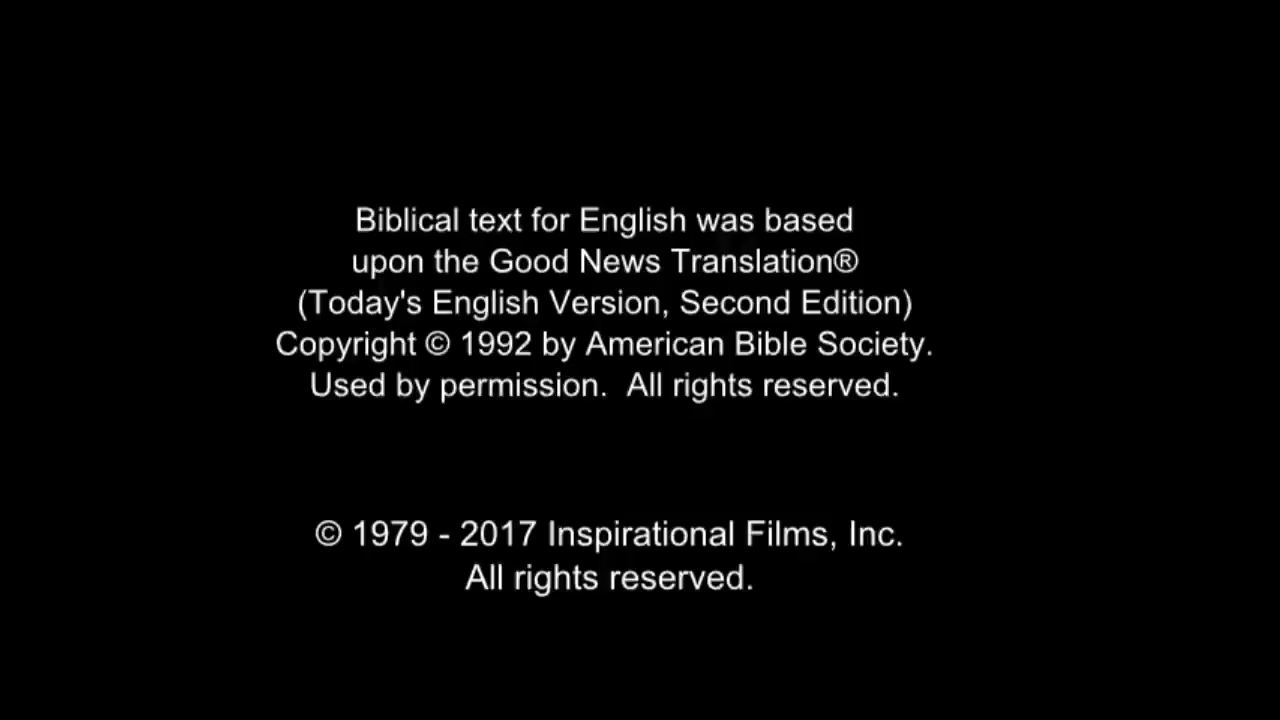 Biblical text for English was based
upon the Good News Translation®
(Today's English Version, Second Edition)
Copyright © 1992 by American Bible Society.
Used by permission.  All rights reserved.
© 1979 - 2017 Inspirational Films, Inc.
All rights reserved.